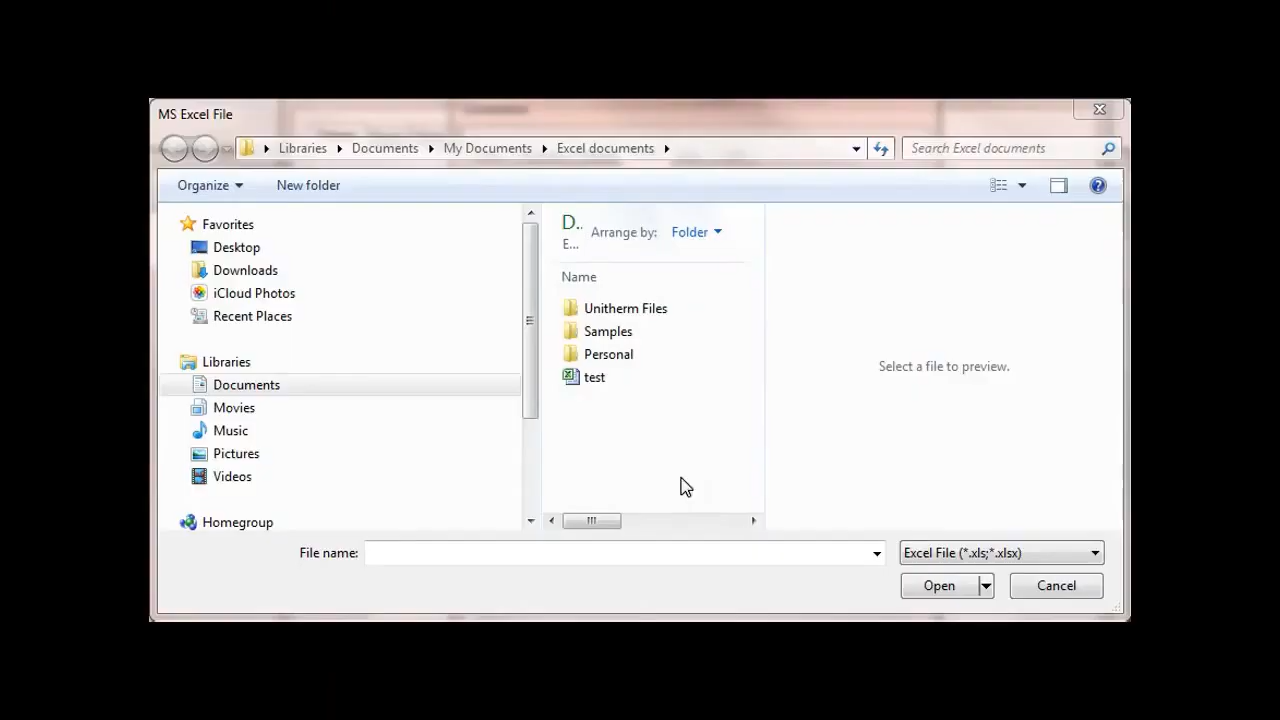 MS Excel File
Libraries Documents My Documents Excel documents
Search Excel documents
Organize New folder
Favorites
Desktop
Downloads
iCloud Photos
Recent Places
Libraries
Documents
Movies
Music
Pictures
Videos
Homegroup
D..
E...
Arrange by: Folder
Name
Unitherm Files
Samples
Personal
test
Select a file to preview.
File name:
Excel File (*.xls;*.xlsx)
Open Cancel